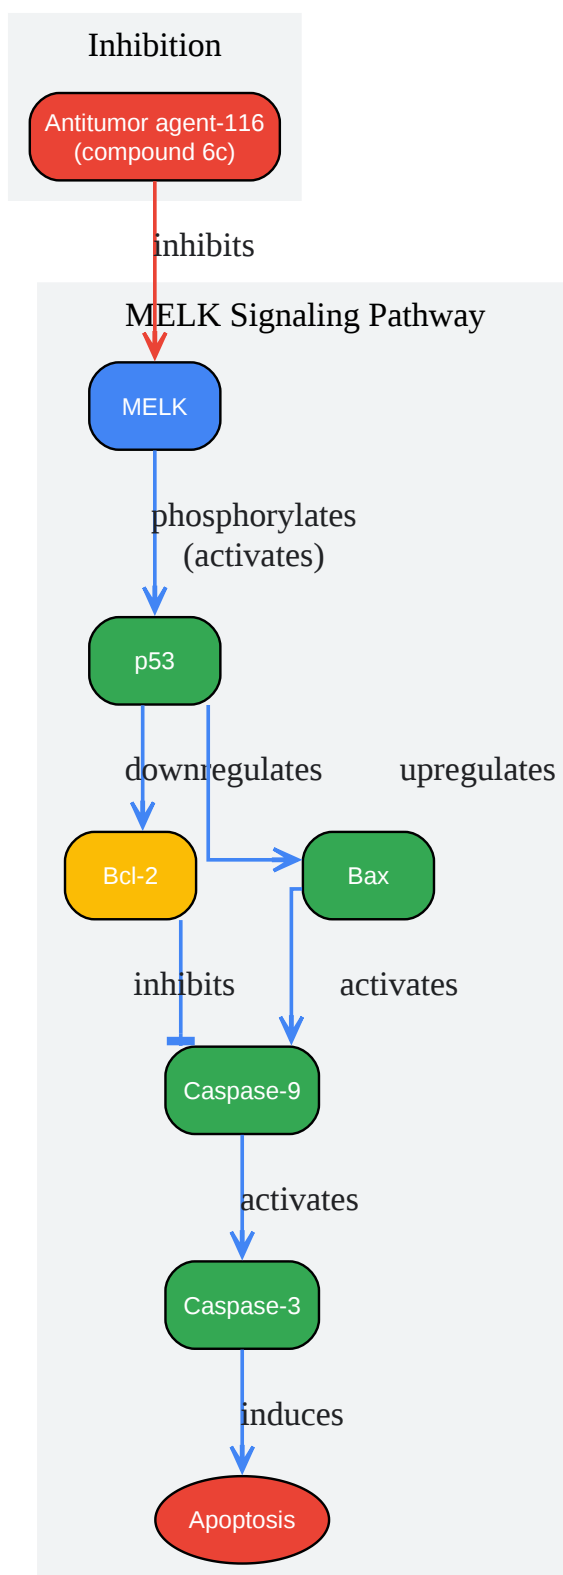 Inhibition
Antitumor agent-116
(compound 6c)
inhibits
MELK Signaling Pathway
MELK
phosphorylates
(activates)
p53
downregulates
upregulates
Bcl-2
Bax
inhibits
activates
Caspase-9
activates
Caspase-3
induces
Apoptosis